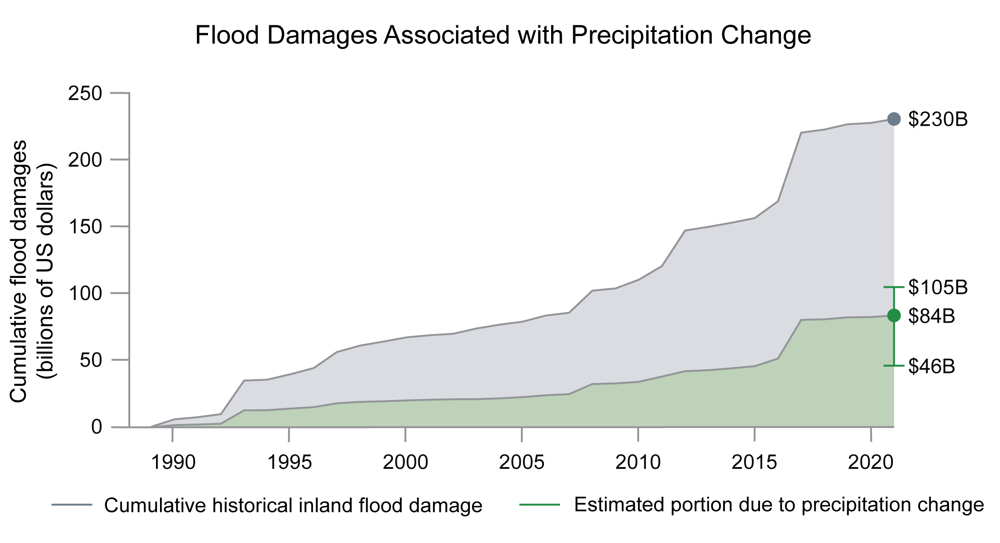 Flood Damages Associated with Precipitation Change
Cumulative flood damages
(billions of US dollars)
250
200
150
100
50
0
$230B
$105B
$84B
$46B
1990 1995 2000 2005 2010 2015 2020
Cumulative historical inland flood damage
Estimated portion due to precipitation change